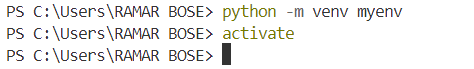 PS C:\Users\RAMAR BOSE> python -m venv myenv
PS C:\Users\RAMAR BOSE> activate
PS C:\Users\RAMAR BOSE>